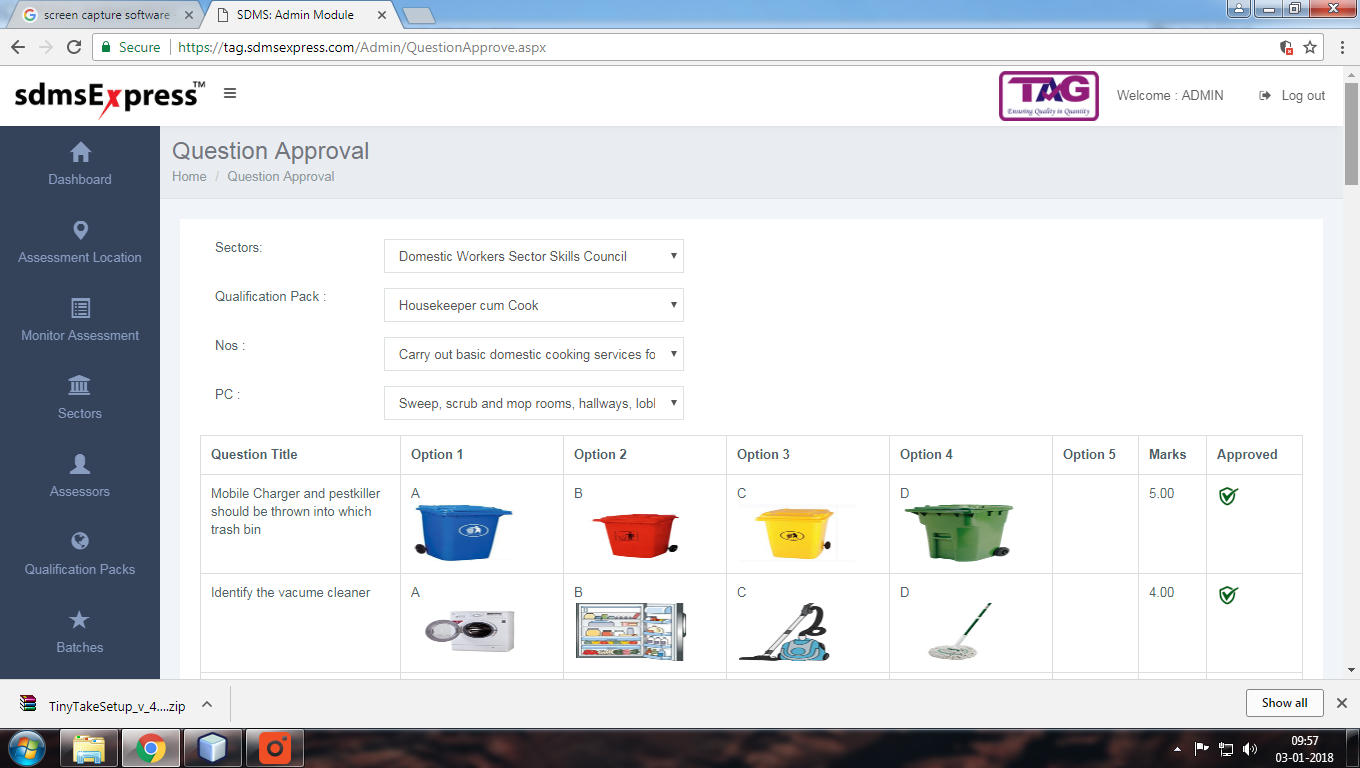 screen capture software
SDMS: Admin Module
Secure
https://tag.sdmsexpress.com/Admin/QuestionApprove.aspx
sdmsExpress™
TAG
Ensuring Quality in Quantity
Welcome : ADMIN
Log out
Dashboard
Assessment Location
Monitor Assessment
Sectors
Assessors
Qualification Packs
Batches
Question Approval
Home / Question Approval
Sectors:
Domestic Workers Sector Skills Council
Qualification Pack :
Housekeeper cum Cook
Nos :
Carry out basic domestic cooking services fo
PC :
Sweep, scrub and mop rooms, hallways, lobl
Question Title Option 1 Option 2 Option 3 Option 4 Option 5 Marks Approved
Mobile Charger and pestkiller A B C D 5.00
should be thrown into which
trash bin
Identify the vacume cleaner A B C D 4.00
TinyTakeSetup_v_4....zip
Show all
09:57
03-01-2018